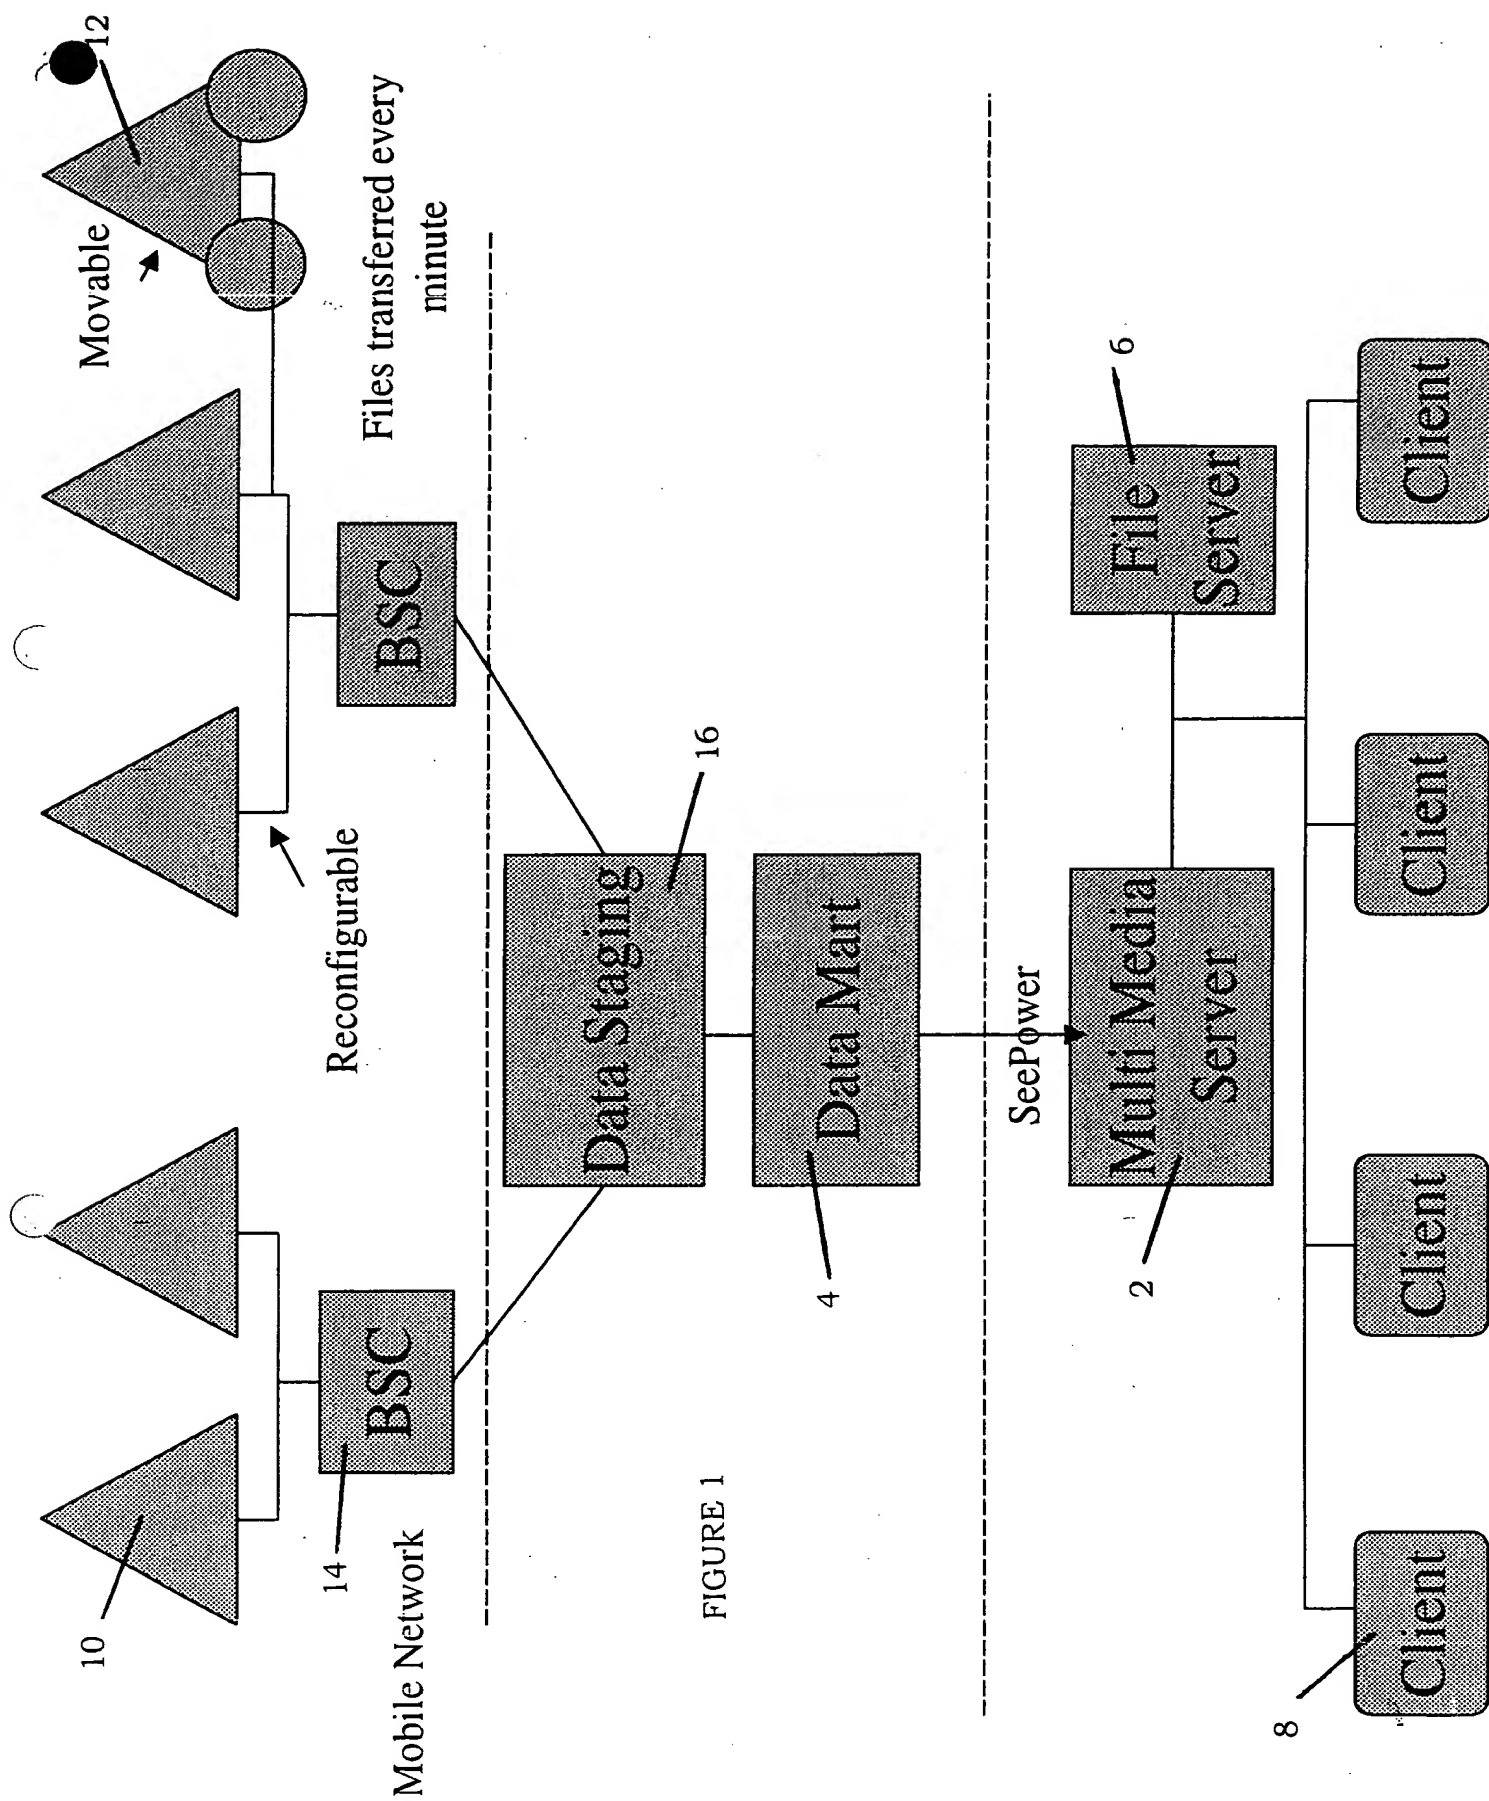 10
12
Movable
Reconfigurable
Files transferred every
minute
14
BSC
BSC
Mobile Network
Data Staging
16
Data Mart
4
FIGURE 1
SeePower
Multi Media
Server
2
File
Server
6
8
Client
Client
Client
Client